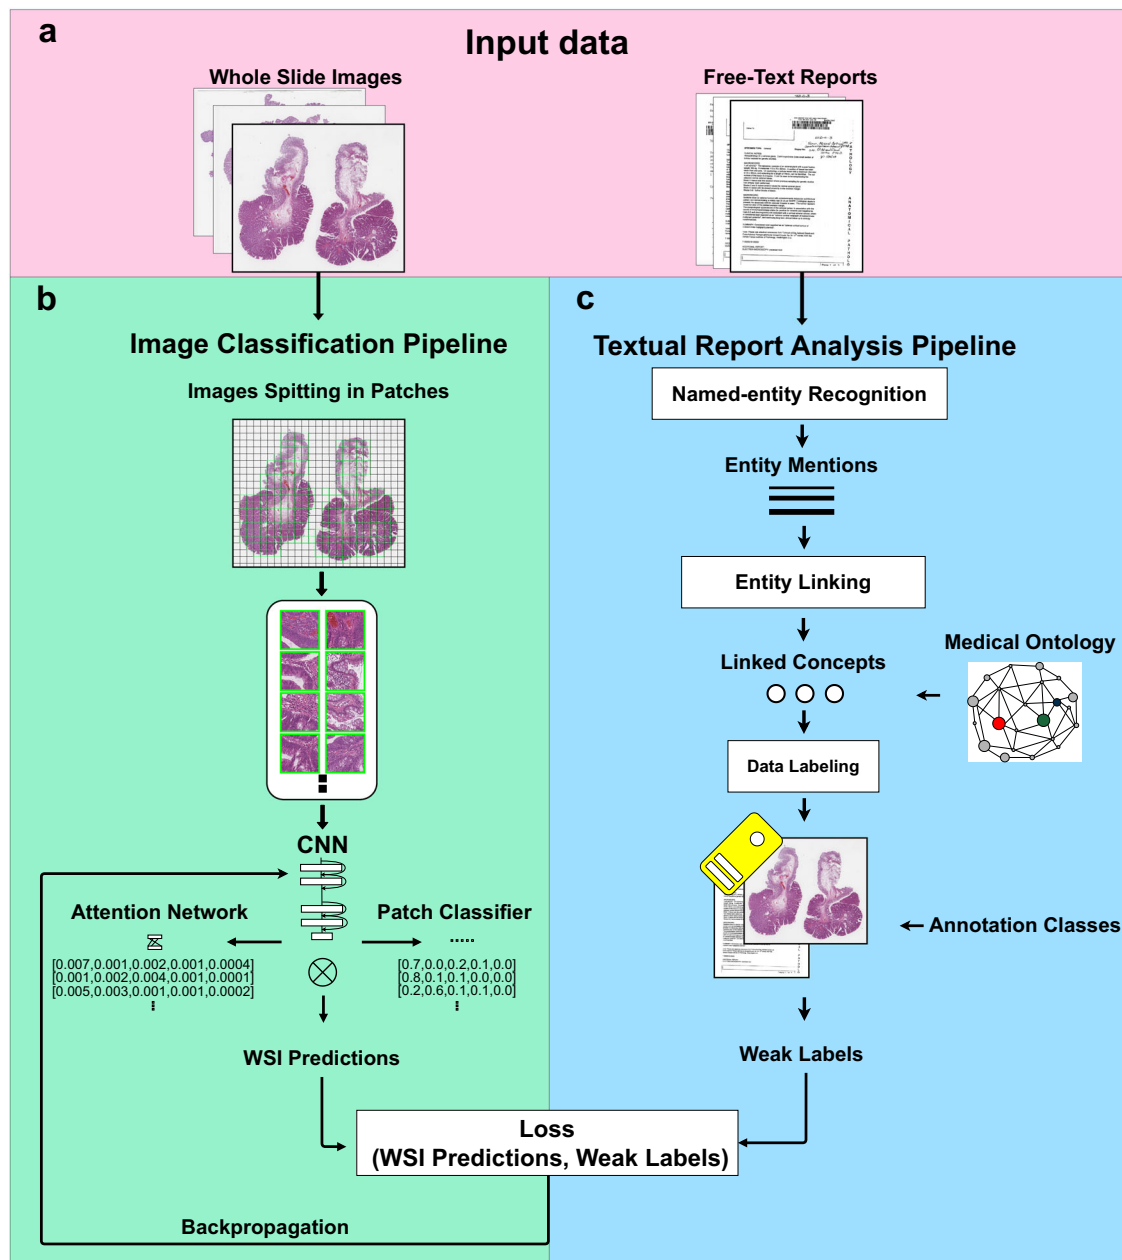 a
Input data
Whole Slide Images
Free-Text Reports
b
Image Classification Pipeline
Images Spitting in Patches
CNN
Attention Network
Patch Classifier
[0.007,0.001,0.002,0.001,0.0004]
[0.001,0.002,0.004,0.001,0.0001]
[0.005,0.003,0.001,0.001,0.0002]
[0.7,0.0,0.2,0.1,0.0]
[0.8,0.1,0.1,0.0,0.0]
[0.2,0.6,0.1,0.1,0.0]
WSI Predictions
c
Textual Report Analysis Pipeline
Named-entity Recognition
Entity Mentions
Entity Linking
Linked Concepts
Medical Ontology
Data Labeling
Annotation Classes
Weak Labels
Loss
(WSI Predictions, Weak Labels)
Backpropagation